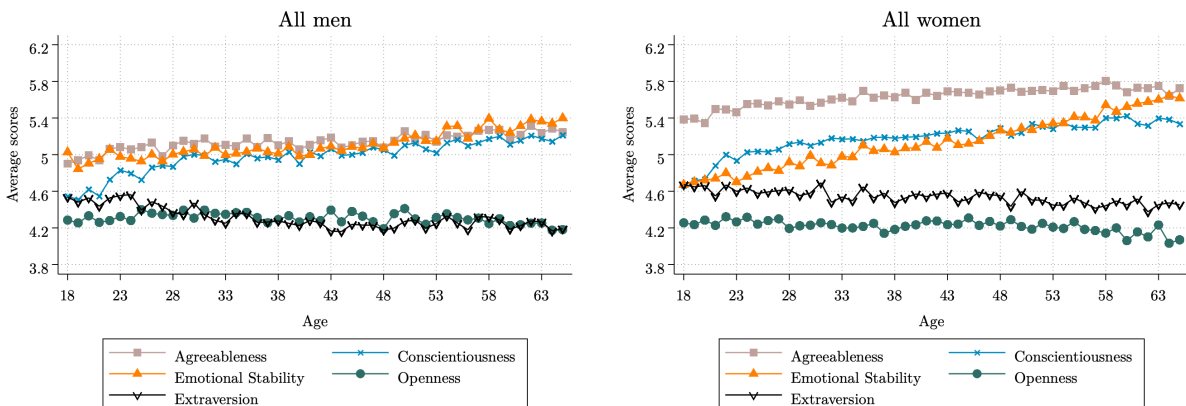 All men
6.2
5.8
5.4
5
4.6
4.2
3.8
Average scores
18 23 28 33 38 43 48 53 58 63
Age
Agreeableness
Conscientiousness
Emotional Stability
Openness
Extraversion
All women
6.2
5.8
5.4
5
4.6
4.2
3.8
Average scores
18 23 28 33 38 43 48 53 58 63
Age
Agreeableness
Conscientiousness
Emotional Stability
Openness
Extraversion